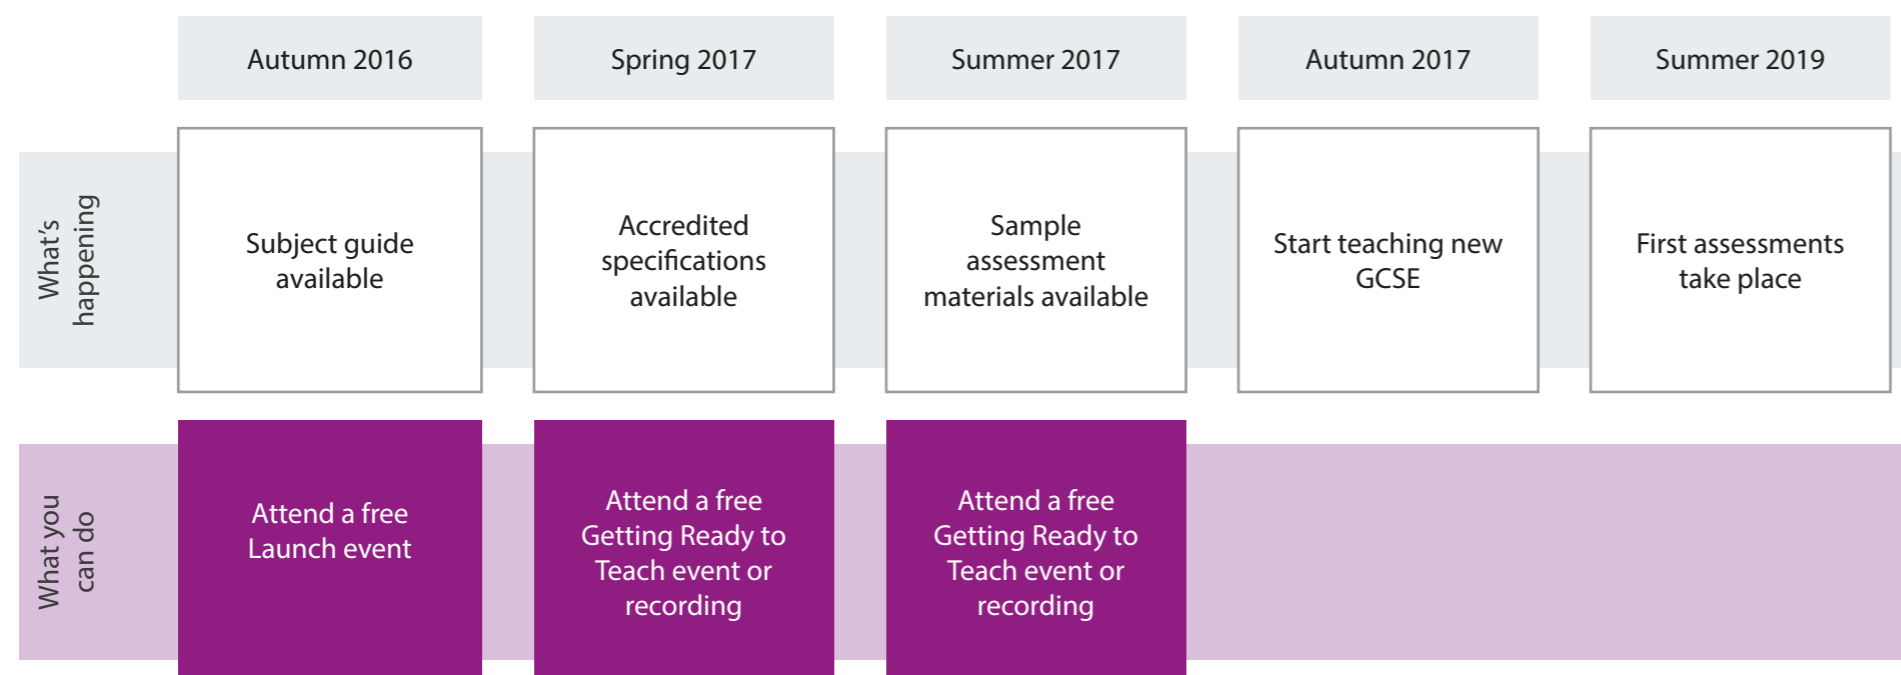 Autumn 2016
Spring 2017
Summer 2017
Autumn 2017
Summer 2019
What's
happening
Subject guide
available
Accredited
specifications
available
Sample
assessment
materials available
Start teaching new
GCSE
First assessments
take place
What you
can do
Attend a free
Launch event
Attend a free
Getting Ready to
Teach event or
recording
Attend a free
Getting Ready to
Teach event or
recording